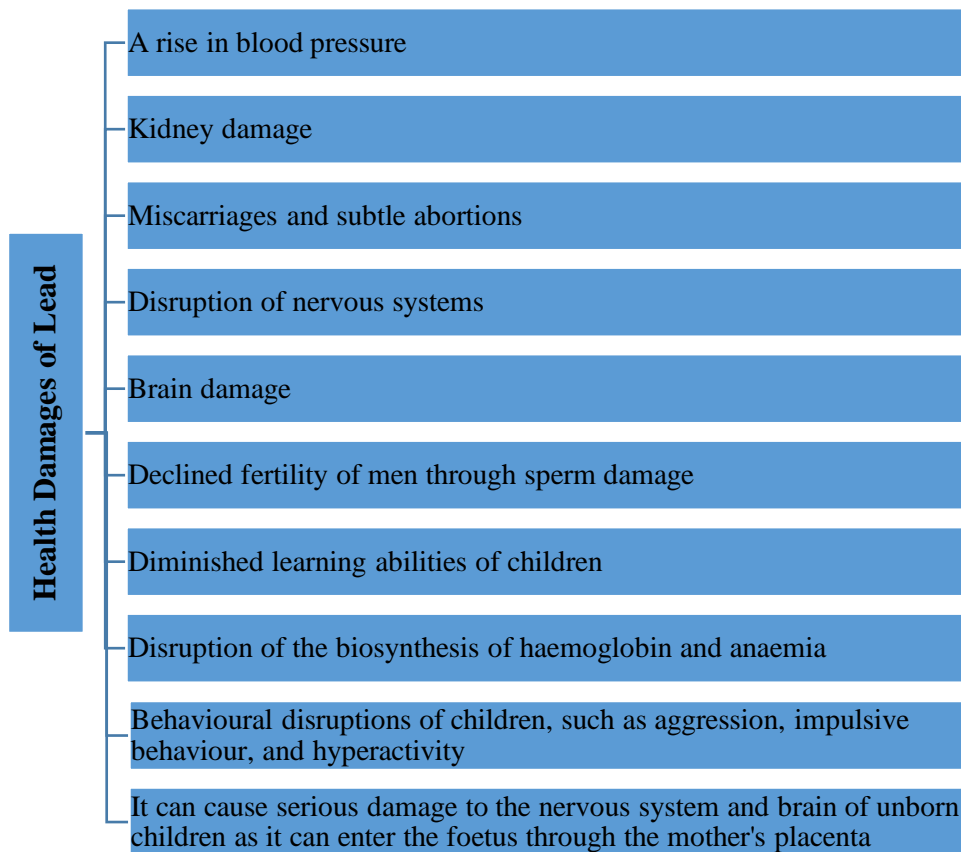 Health Damages of Lead
A rise in blood pressure
Kidney damage
Miscarriages and subtle abortions
Disruption of nervous systems
Brain damage
Declined fertility of men through sperm damage
Diminished learning abilities of children
Disruption of the biosynthesis of haemoglobin and anaemia
Behavioural disruptions of children, such as aggression, impulsive
behaviour, and hyperactivity
It can cause serious damage to the nervous system and brain of unborn
children as it can enter the foetus through the mother's placenta